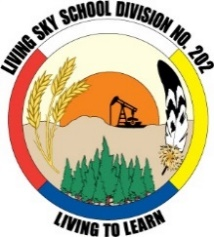 LIVING SKY SCHOOL DIVISION NO. 202
LIVING TO LEARN